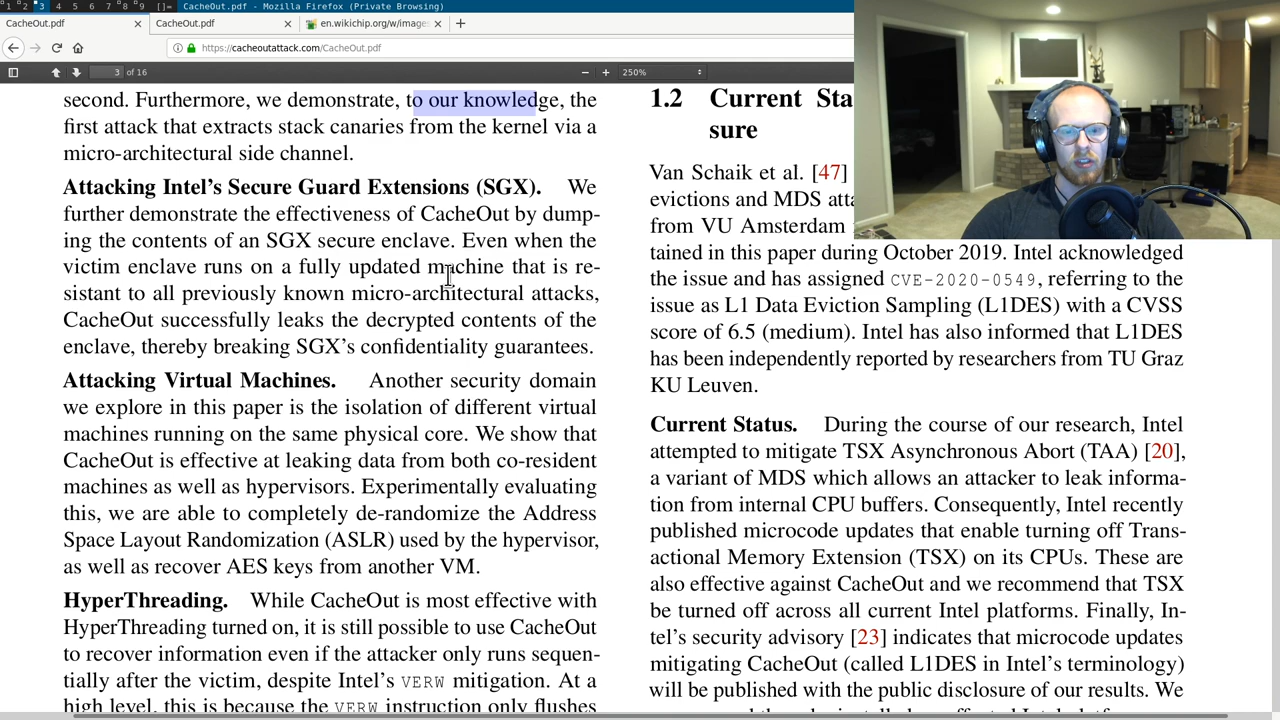 1 2 3 4 5 6 7 8 9 []= CacheOut.pdf - Mozilla Firefox (Private Browsing)
CacheOut.pdf × CacheOut.pdf × en.wikichip.org/w/image × +
https://cacheoutattack.com/CacheOut.pdf
3 of 16 − + 250%
second. Furthermore, we demonstrate, to our knowledge, the
first attack that extracts stack canaries from the kernel via a
micro-architectural side channel.
Attacking Intel's Secure Guard Extensions (SGX). We
further demonstrate the effectiveness of CacheOut by dump-
ing the contents of an SGX secure enclave. Even when the
victim enclave runs on a fully updated machine that is re-
sistant to all previously known micro-architectural attacks,
CacheOut successfully leaks the decrypted contents of the
enclave, thereby breaking SGX's confidentiality guarantees.
Attacking Virtual Machines. Another security domain
we explore in this paper is the isolation of different virtual
machines running on the same physical core. We show that
CacheOut is effective at leaking data from both co-resident
machines as well as hypervisors. Experimentally evaluating
this, we are able to completely de-randomize the Address
Space Layout Randomization (ASLR) used by the hypervisor,
as well as recover AES keys from another VM.
HyperThreading. While CacheOut is most effective with
HyperThreading turned on, it is still possible to use CacheOut
to recover information even if the attacker only runs sequen-
tially after the victim, despite Intel's VERW mitigation. At a
high level, this is because the VERW instruction only flushes
1.2 Current Sta
sure
Van Schaik et al. [47]
evictions and MDS atta
from VU Amsterdam
tained in this paper during October 2019. Intel acknowledged
the issue and has assigned CVE-2020-0549, referring to the
issue as L1 Data Eviction Sampling (L1DES) with a CVSS
score of 6.5 (medium). Intel has also informed that L1DES
has been independently reported by researchers from TU Graz
KU Leuven.
Current Status. During the course of our research, Intel
attempted to mitigate TSX Asynchronous Abort (TAA) [20],
a variant of MDS which allows an attacker to leak informa-
tion from internal CPU buffers. Consequently, Intel recently
published microcode updates that enable turning off Trans-
actional Memory Extension (TSX) on its CPUs. These are
also effective against CacheOut and we recommend that TSX
be turned off across all current Intel platforms. Finally, In-
tel's security advisory [23] indicates that microcode updates
mitigating CacheOut (called L1DES in Intel's terminology)
will be published with the public disclosure of our results. We